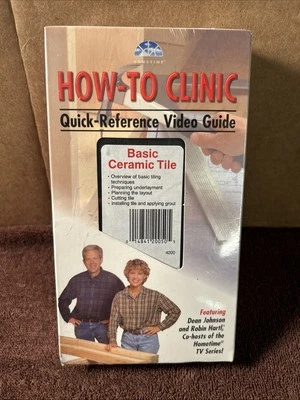 HOMETIME
HOW-TO CLINIC
Quick-Reference Video Guide
Basic
Ceramic Tile
• Overview of basic tiling
techniques
• Preparing underlayment
• Planning the layout
• Cutting tile
• Installing tile and applying grout
Featuring
Dean Johnson
and Robin Hartl,
Co-hosts of the
Hometime
TV Series!